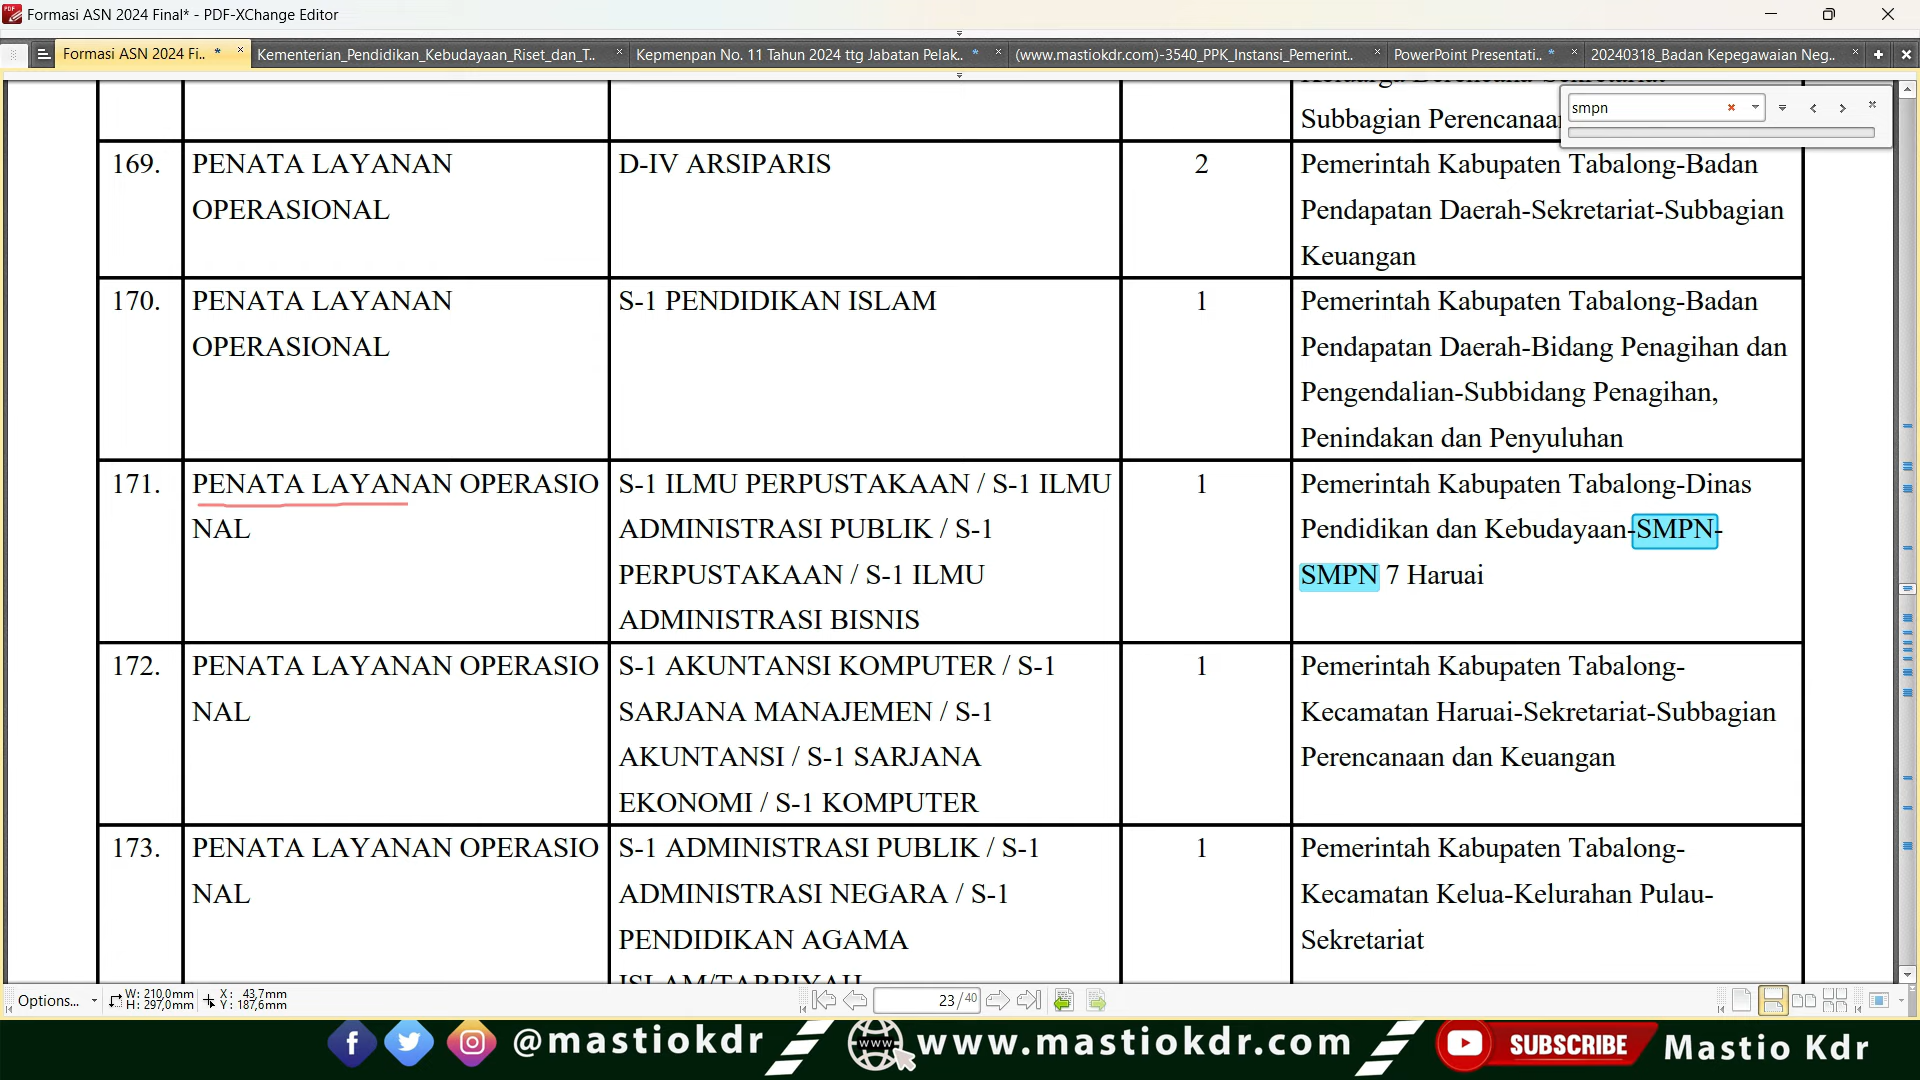 Formasi ASN 2024 Final* - PDF-XChange Editor
Formasi ASN 2024 Fi.. *
Kementerian_Pendidikan_Kebudayaan_Riset_dan_T..
Kepmenpan No. 11 Tahun 2024 ttg Jabatan Pelak.. *
(www.mastiokdr.com)-3540_PPK_Instansi_Pemerint..
PowerPoint Presentati.. *
20240318_Badan Kepegawaian Neg..
smpn
Subbagian Perencanaan
169.
PENATA LAYANAN
OPERASIONAL
D-IV ARSIPARIS
2
Pemerintah Kabupaten Tabalong-Badan
Pendapatan Daerah-Sekretariat-Subbagian
Keuangan
170.
PENATA LAYANAN
OPERASIONAL
S-1 PENDIDIKAN ISLAM
1
Pemerintah Kabupaten Tabalong-Badan
Pendapatan Daerah-Bidang Penagihan dan
Pengendalian-Subbidang Penagihan,
Penindakan dan Penyuluhan
171.
PENATA LAYANAN OPERASIO
NAL
S-1 ILMU PERPUSTAKAAN / S-1 ILMU
ADMINISTRASI PUBLIK / S-1
PERPUSTAKAAN / S-1 ILMU
ADMINISTRASI BISNIS
1
Pemerintah Kabupaten Tabalong-Dinas
Pendidikan dan Kebudayaan-SMPN-
SMPN 7 Haruai
172.
PENATA LAYANAN OPERASIO
NAL
S-1 AKUNTANSI KOMPUTER / S-1
SARJANA MANAJEMEN / S-1
AKUNTANSI / S-1 SARJANA
EKONOMI / S-1 KOMPUTER
1
Pemerintah Kabupaten Tabalong-
Kecamatan Haruai-Sekretariat-Subbagian
Perencanaan dan Keuangan
173.
PENATA LAYANAN OPERASIO
NAL
S-1 ADMINISTRASI PUBLIK / S-1
ADMINISTRASI NEGARA / S-1
PENDIDIKAN AGAMA
ISLAM/TARBIYAH
1
Pemerintah Kabupaten Tabalong-
Kecamatan Kelua-Kelurahan Pulau-
Sekretariat
Options...
W: 210,0mm
H: 297,0mm
X: 43,7mm
Y: 187,6mm
23 / 40
@mastiokdr
www
www.mastiokdr.com
SUBSCRIBE
Mastio Kdr